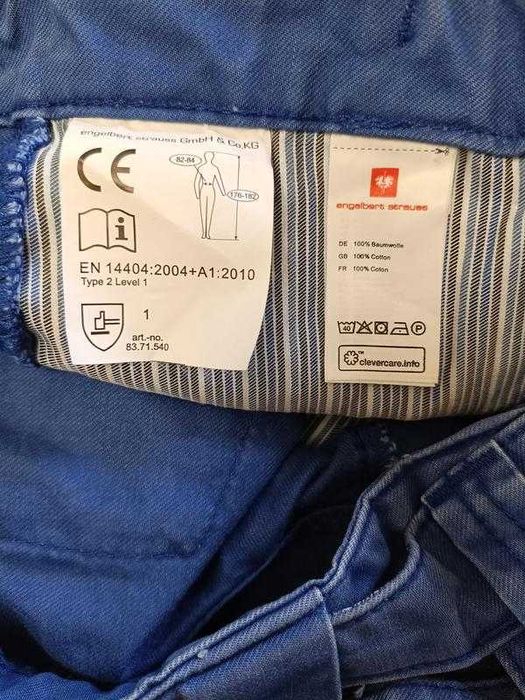 engelbert strauss GmbH & Co.KG
CE
82-84
176-182
i
EN 14404:2004+A1:2010
Type 2 Level 1
1
art.-no.
83.71.540
engelbert strauss
DE 100% Baumwolle
GB 100% Cotton
FR 100% Coton
40
P
clevercare.info